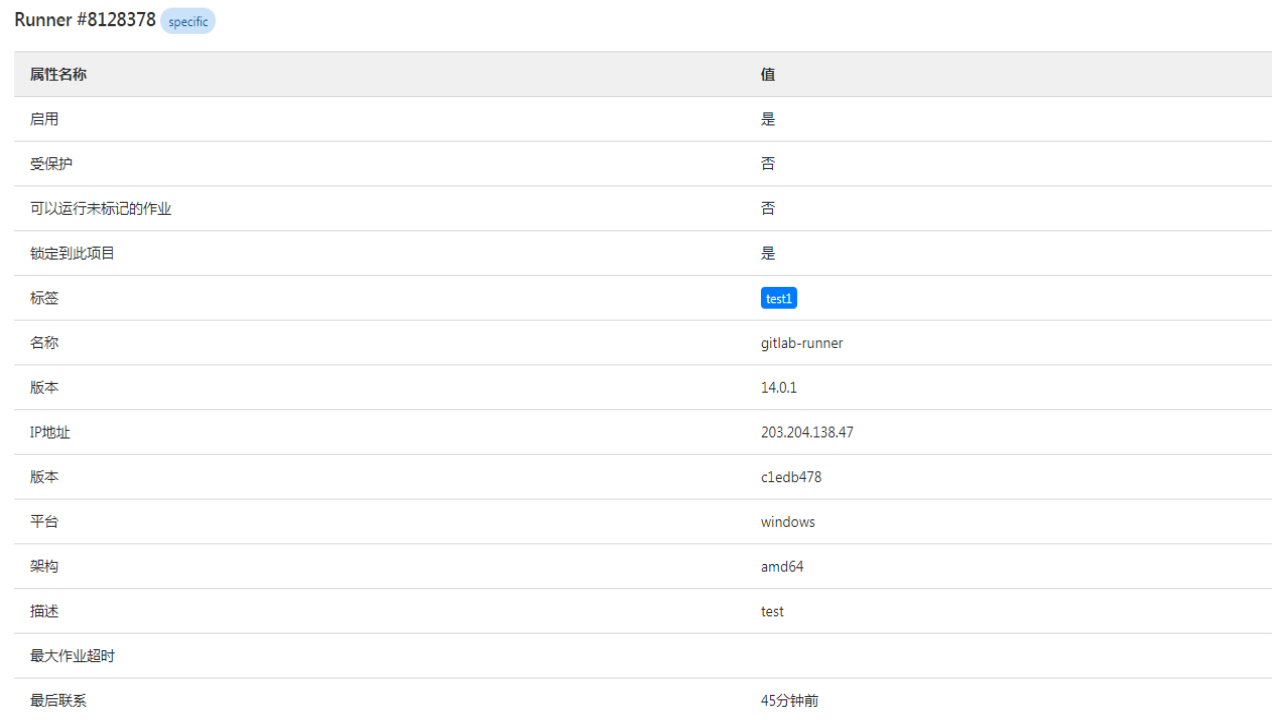 Runner #8128378 specific
属性名称 值
启用 是
受保护 否
可以运行未标记的作业 否
锁定到此项目 是
标签 test1
名称 gitlab-runner
版本 14.0.1
IP地址 203.204.138.47
版本 c1edb478
平台 windows
架构 amd64
描述 test
最大作业超时
最后联系 45分钟前